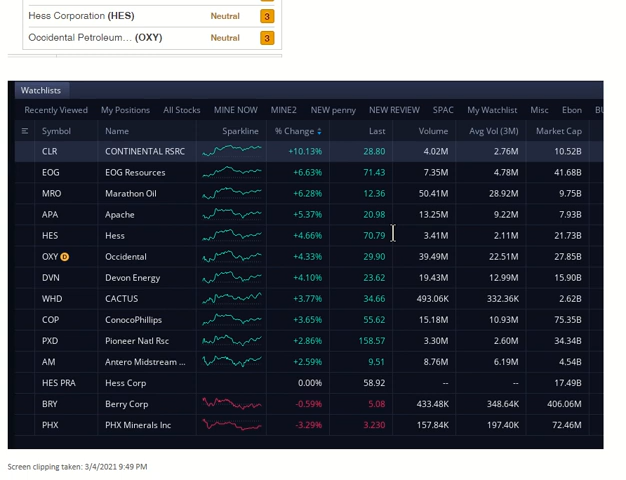 Hess Corporation (HES) Neutral 3
Occidental Petroleum... (OXY) Neutral 3
Watchlists
Recently Viewed My Positions All Stocks MINE NOW MINE2 NEW penny NEW REVIEW SPAC My Watchlist Misc Ebon BU
Symbol Name Sparkline % Change Last Volume Avg Vol (3M) Market Cap
CLR CONTINENTAL RSRC +10.13% 28.80 4.02M 2.76M 10.52B
EOG EOG Resources +6.63% 71.43 7.35M 4.78M 41.68B
MRO Marathon Oil +6.28% 12.36 50.41M 28.92M 9.75B
APA Apache +5.37% 20.98 13.25M 9.22M 7.93B
HES Hess +4.66% 70.79 3.41M 2.11M 21.73B
OXY D Occidental +4.33% 29.90 39.49M 22.51M 27.85B
DVN Devon Energy +4.10% 23.62 19.43M 12.99M 15.90B
WHD CACTUS +3.77% 34.66 493.06K 332.36K 2.62B
COP ConocoPhillips +3.65% 55.62 15.18M 10.93M 75.35B
PXD Pioneer Natl Rsc +2.86% 158.57 3.30M 2.60M 34.34B
AM Antero Midstream ... +2.59% 9.51 8.76M 6.19M 4.54B
HES PRA Hess Corp 0.00% 58.92 -- -- 17.49B
BRY Berry Corp -0.59% 5.08 433.48K 348.64K 406.06M
PHX PHX Minerals Inc -3.29% 3.230 157.84K 197.40K 72.46M
Screen clipping taken: 3/4/2021 9:49 PM